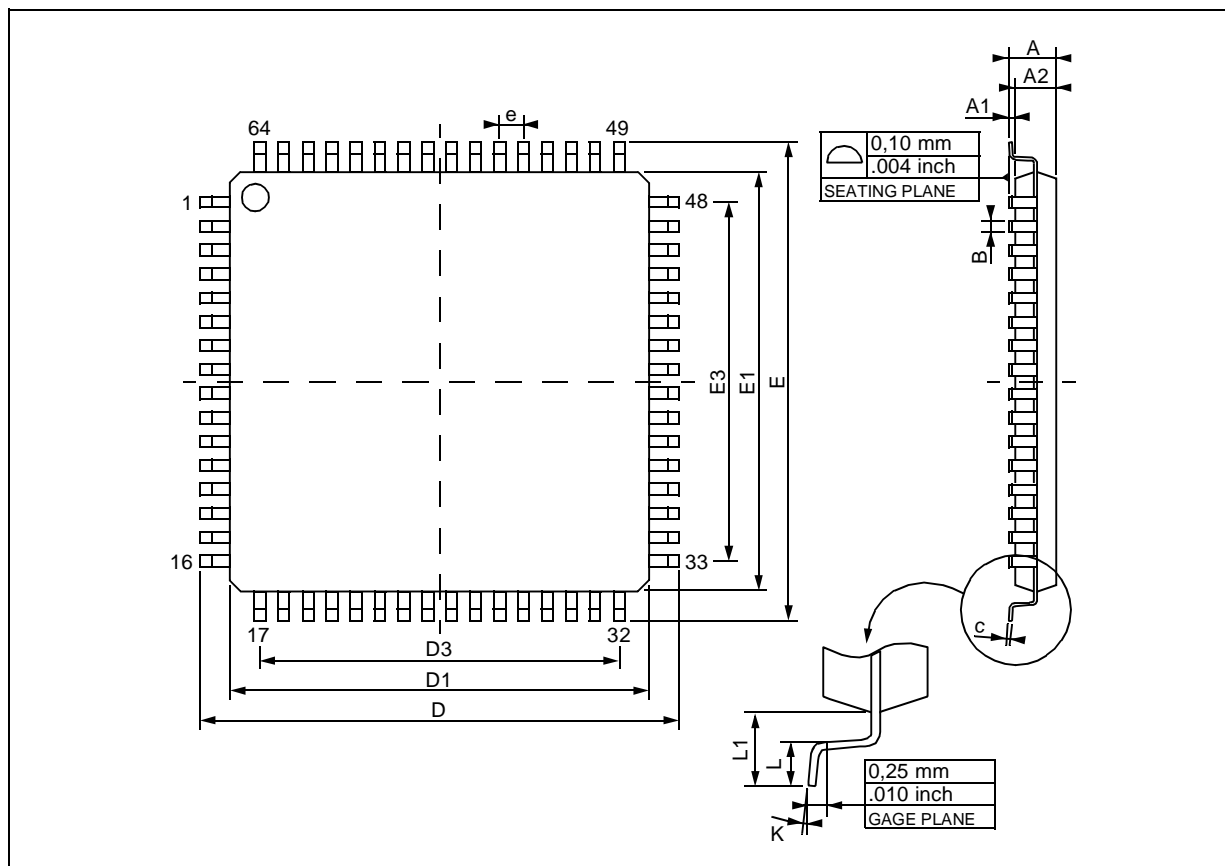 A
A2
A1
e
64
49
0,10 mm
.004 inch
SEATING PLANE
1
48
B
E3
E1
E
16
33
17
32
c
D3
D1
D
L1
L
0,25 mm
.010 inch
GAGE PLANE
K